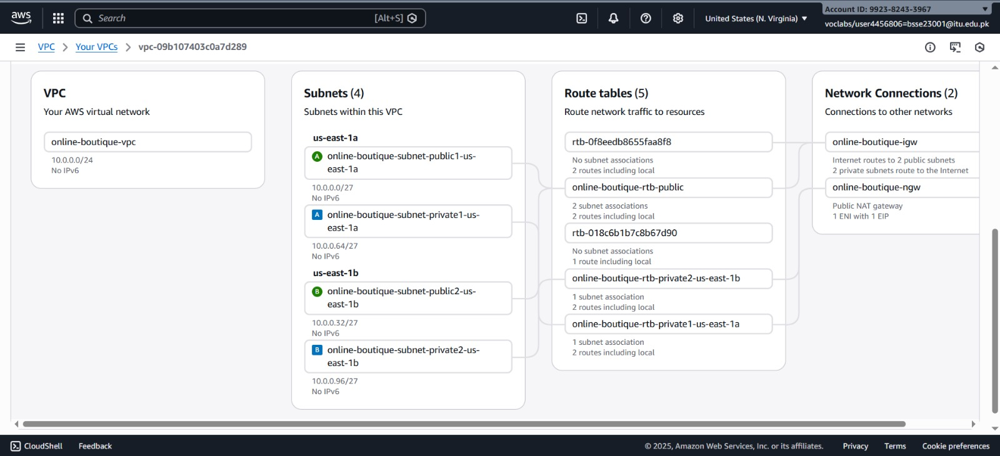 aws
Search
[Alt+S]
United States (N. Virginia)
Account ID: 9923-8243-3967
voclabs/user4456806=bsse23001@itu.edu.pk
VPC
Your VPCs
vpc-09b107403c0a7d289
VPC
Your AWS virtual network
online-boutique-vpc
10.0.0.0/24
No IPv6
Subnets (4)
Subnets within this VPC
us-east-1a
A
online-boutique-subnet-public1-us-
east-1a
10.0.0.0/27
No IPv6
A
online-boutique-subnet-private1-us-
east-1a
10.0.0.64/27
No IPv6
us-east-1b
B
online-boutique-subnet-public2-us-
east-1b
10.0.0.32/27
No IPv6
B
online-boutique-subnet-private2-us-
east-1b
10.0.0.96/27
No IPv6
Route tables (5)
Route network traffic to resources
rtb-0f8eedb8655faa8f8
No subnet associations
2 routes including local
online-boutique-rtb-public
2 subnet associations
2 routes including local
rtb-018c6b1b7c8b67d90
No subnet associations
1 route including local
online-boutique-rtb-private2-us-east-1b
1 subnet association
2 routes including local
online-boutique-rtb-private1-us-east-1a
1 subnet association
2 routes including local
Network Connections (2)
Connections to other networks
online-boutique-igw
Internet routes to 2 public subnets
2 private subnets route to the Internet
online-boutique-ngw
Public NAT gateway
1 ENI with 1 EIP
CloudShell
Feedback
© 2025, Amazon Web Services, Inc. or its affiliates.
Privacy
Terms
Cookie preferences